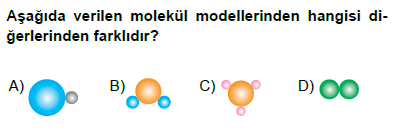 Aşağıda verilen molekül modellerinden hangisi di-
ğerlerinden farklıdır?
A) B) C) D)